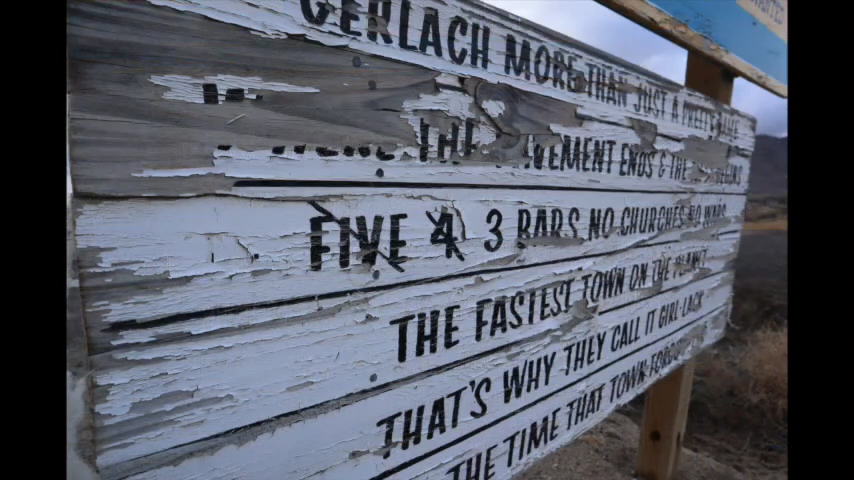 GERLACH MORE THAN JUST A PRETTY
THE PAVEMENT ENDS & THE
FIVE 4 3 BARS NO CHURCHES NO
THE FASTEST TOWN ON THE PLANET
THAT'S WHY THEY CALL IT GIRL-LACK
THE TIME THAT TOWN FORGOT